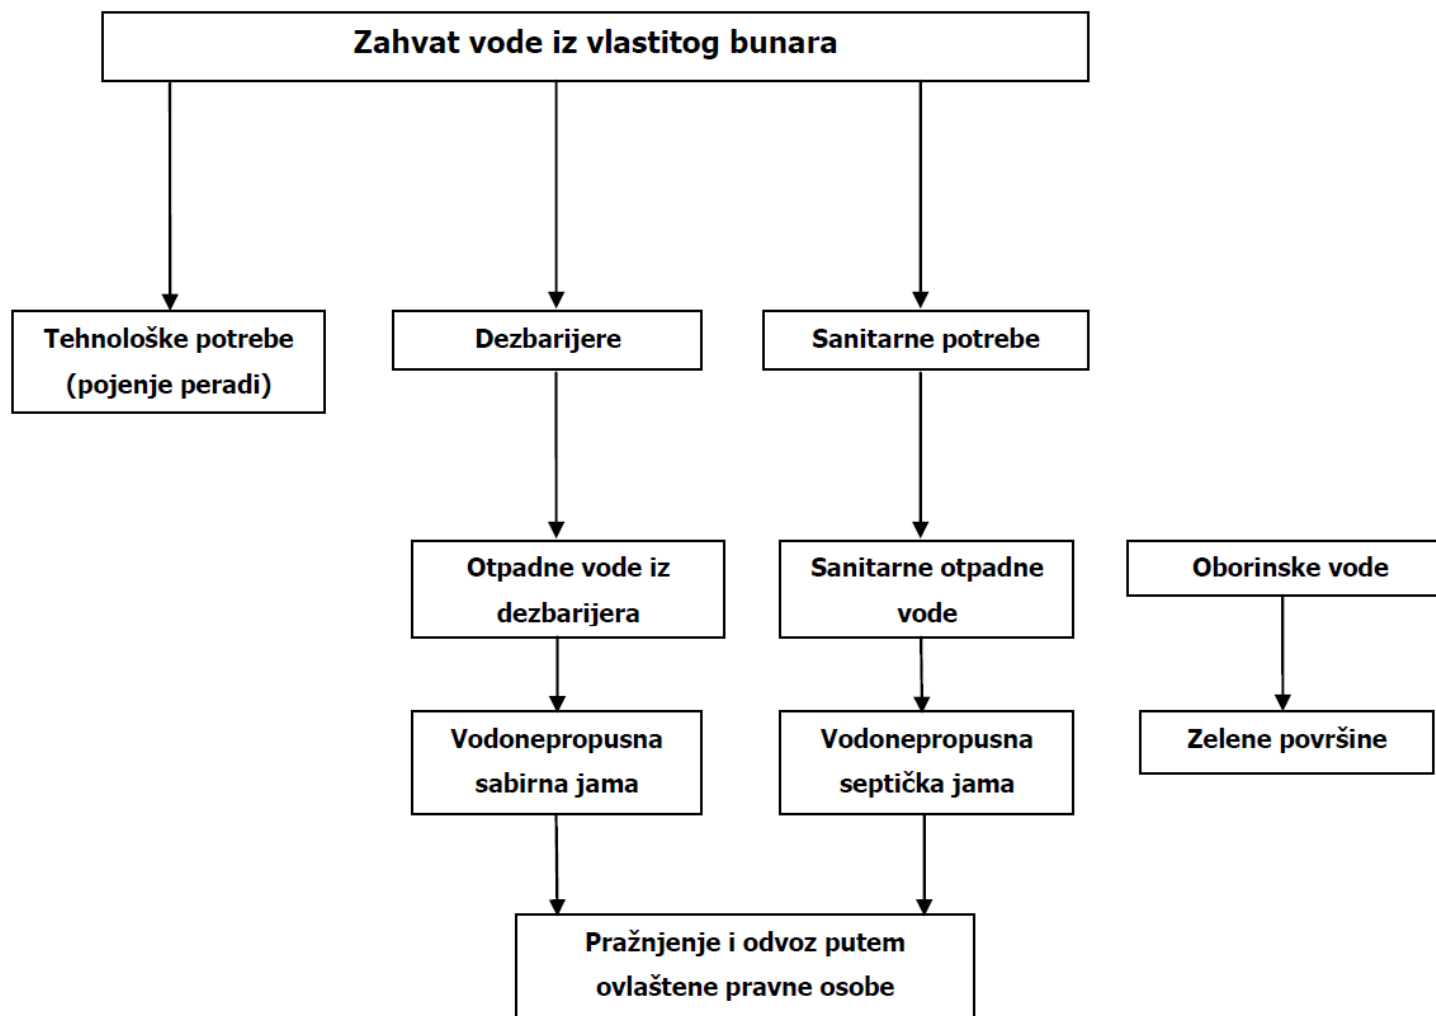 Zahvat vode iz vlastitog bunara
Tehnološke potrebe
(pojenje peradi)
Dezbarijere
Sanitarne potrebe
Otpadne vode iz
dezbarijera
Sanitarne otpadne
vode
Oborinske vode
Vodonepropusna
sabirna jama
Vodonepropusna
septička jama
Zelene površine
Pražnjenje i odvoz putem
ovlaštene pravne osobe